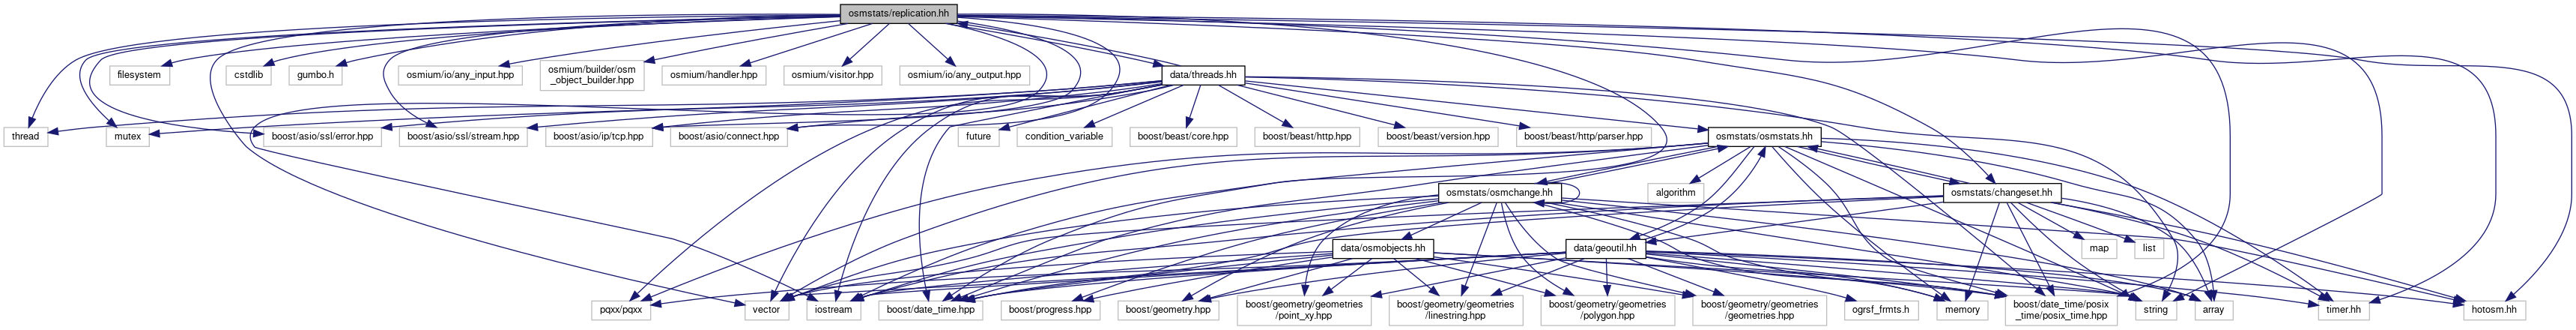 osmstats/replication.hh
filesystem
cstdlib
gumbo.h
osmium/io/any_input.hpp
osmium/builder/osm
_object_builder.hpp
osmium/handler.hpp
osmium/visitor.hpp
osmium/io/any_output.hpp
data/threads.hh
thread
mutex
boost/asio/ssl/error.hpp
boost/asio/ssl/stream.hpp
boost/asio/ip/tcp.hpp
boost/asio/connect.hpp
future
condition_variable
boost/beast/core.hpp
boost/beast/http.hpp
boost/beast/version.hpp
boost/beast/http/parser.hpp
osmstats/osmstats.hh
osmstats/osmchange.hh
algorithm
osmstats/changeset.hh
data/osmobjects.hh
data/geoutil.hh
map
list
pqxx/pqxx
vector
iostream
boost/date_time.hpp
boost/progress.hpp
boost/geometry.hpp
boost/geometry/geometries
/point_xy.hpp
boost/geometry/geometries
/linestring.hpp
boost/geometry/geometries
/polygon.hpp
boost/geometry/geometries
/geometries.hpp
ogrsf_frmts.h
memory
boost/date_time/posix
_time/posix_time.hpp
string
array
timer.hh
hotosm.hh